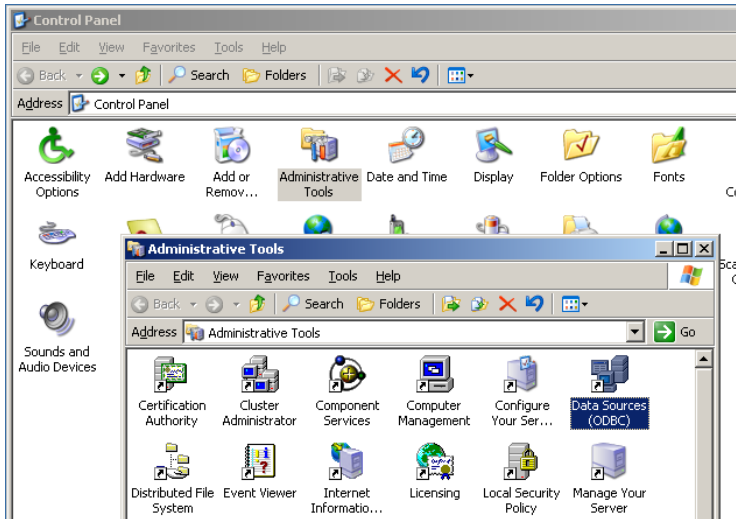 Control Panel
File Edit View Favorites Tools Help
Back Search Folders
Address Control Panel
Accessibility Options
Add Hardware
Add or Remov...
Administrative Tools
Date and Time
Display
Folder Options
Fonts
Keyboard
Sounds and Audio Devices
Administrative Tools
File Edit View Favorites Tools Help
Back Search Folders
Address Administrative Tools Go
Certification Authority
Cluster Administrator
Component Services
Computer Management
Configure Your Ser...
Data Sources (ODBC)
Distributed File System
Event Viewer
Internet Informatio...
Licensing
Local Security Policy
Manage Your Server